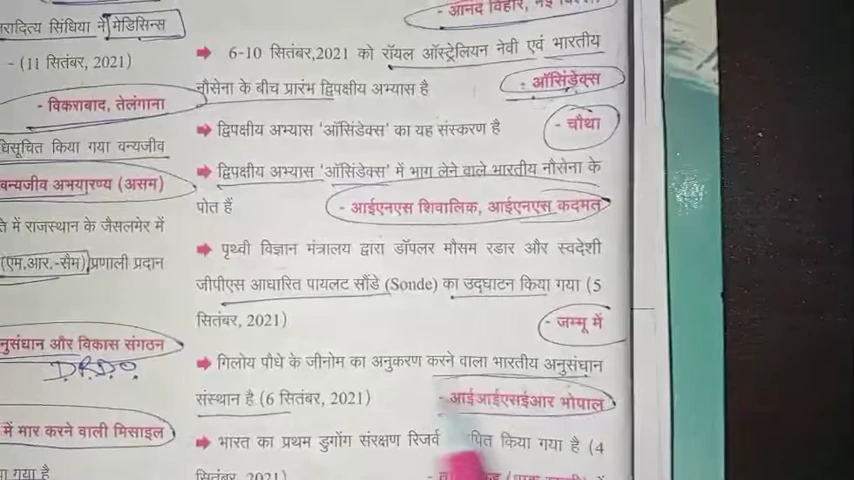 रादित्य सिंधिया ने मेडिसिन्स
- (11 सितंबर, 2021)
- विकराबाद, तेलंगाना
धिसूचित किया गया वन्यजीव
वन्यजीव अभयारण्य (असम)
ते में राजस्थान के जैसलमेर में
(एम.आर.-सैम) प्रणाली प्रदान
नुसंधान और विकास संगठन
D.R.D.O.
में मार करने वाली मिसाइल
ा गया है
- आनंद विहार, नई
6-10 सितंबर,2021 को रॉयल ऑस्ट्रेलियन नेवी एवं भारतीय
नौसेना के बीच प्रारंभ द्विपक्षीय अभ्यास है
- ऑसिंडेक्स
द्विपक्षीय अभ्यास 'ऑसिंडेक्स' का यह संस्करण है
- चौथा
द्विपक्षीय अभ्यास 'ऑसिंडेक्स' में भाग लेने वाले भारतीय नौसेना के
पोत हैं - आईएनएस शिवालिक, आईएनएस कदमत
पृथ्वी विज्ञान मंत्रालय द्वारा डॉपलर मौसम रडार और स्वदेशी
जीपीएस आधारित पायलट सौंडे (Sonde) का उद्घाटन किया गया (5
सितंबर, 2021) - जम्मू में
गिलोय पौधे के जीनोम का अनुकरण करने वाला भारतीय अनुसंधान
संस्थान है (6 सितंबर, 2021) - आईआईएसईआर भोपाल
भारत का प्रथम डुगोंग संरक्षण रिजर्व पित किया गया है (4
सितंबर, 2021)